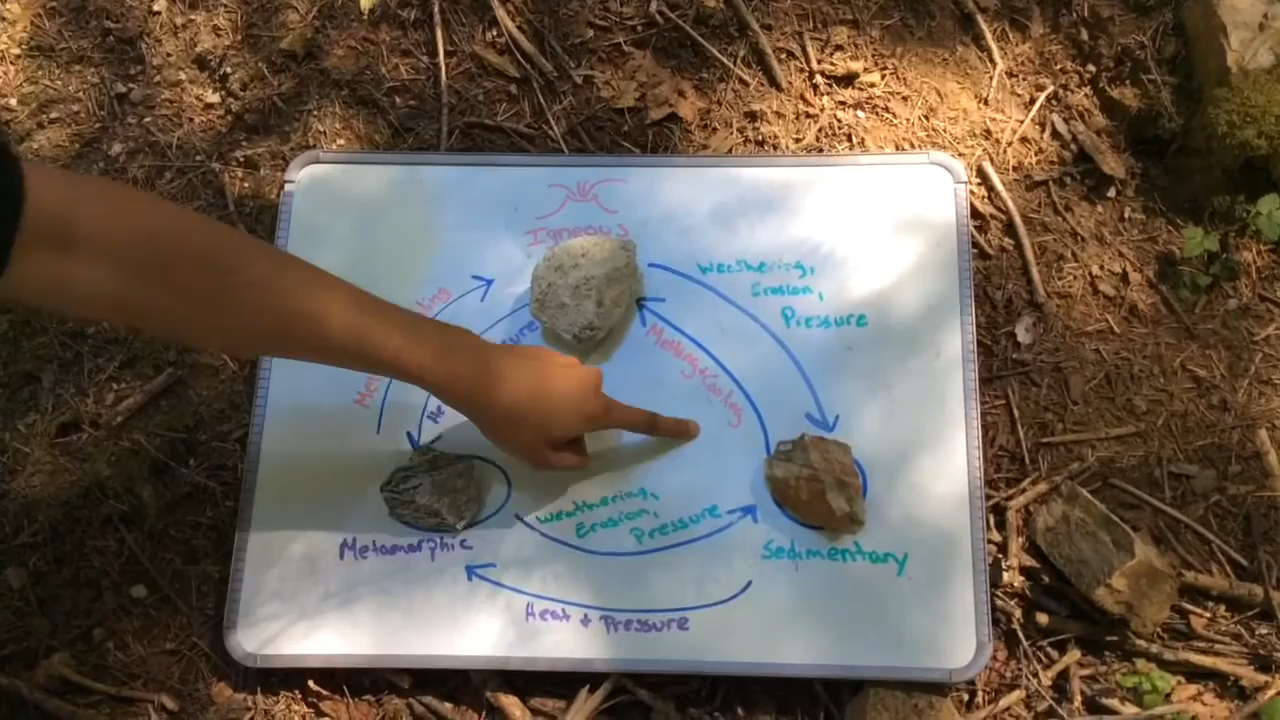 Igneous
Weathering,
Erosion,
Pressure
Melting + Cooling
Weathering,
Erosion,
Pressure
Metamorphic
Sedimentary
Heat + Pressure